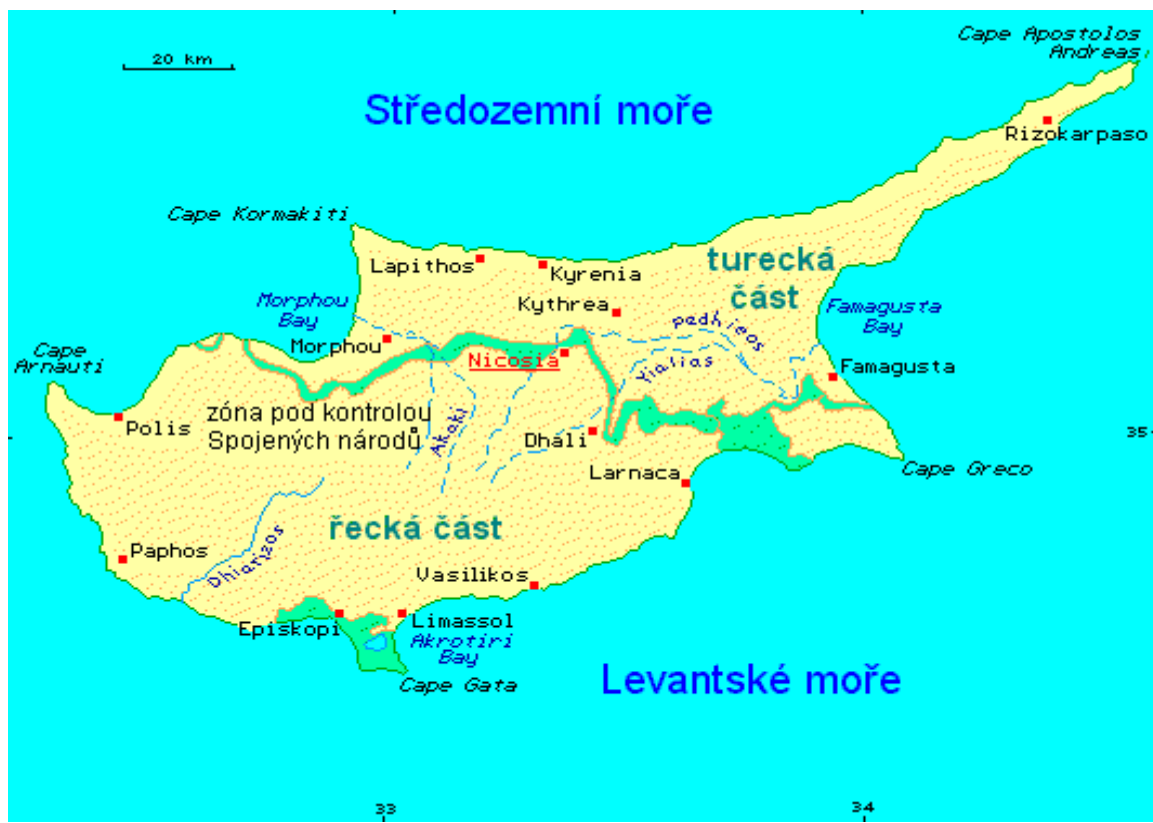 Cape Apostolos
Andreas
20 km
Středozemní moře
Rizokarpaso
Cape Kormakiti
Lapithos
Kyrenia
turecká
část
Morphou
Bay
Kythrea
Famagusta
Bay
pedhieos
Morphou
Nicosia
Yialias
Cape
Arnauti
Famagusta
zóna pod kontrolou
Spojených národů
Polis
Akaki
Dhali
35
Larnaca
Cape Greco
řecká část
Paphos
Dhiarizos
Vasilikos
Episkopi
Limassol
Akrotiri
Bay
Cape Gata
Levantské moře
33
34